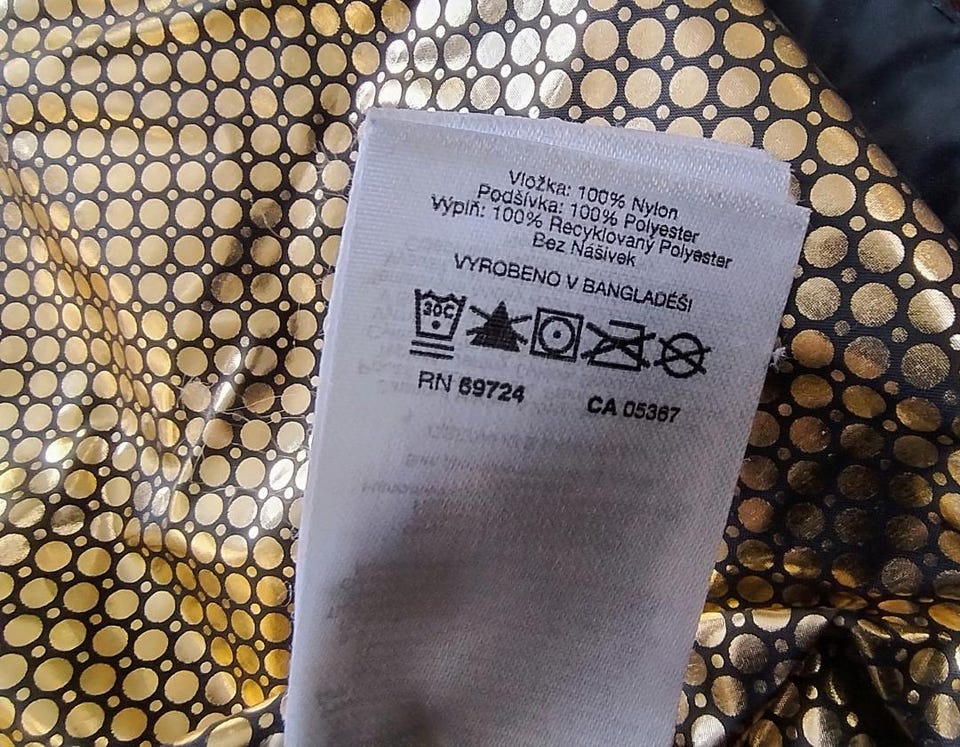 Vložka: 100% Nylon
Podšívka: 100% Polyester
Výplň: 100% Recyklovaný Polyester
Bez Nášivek
VYROBENO V BANGLADÉŠI
30C
RN 69724 CA 05367